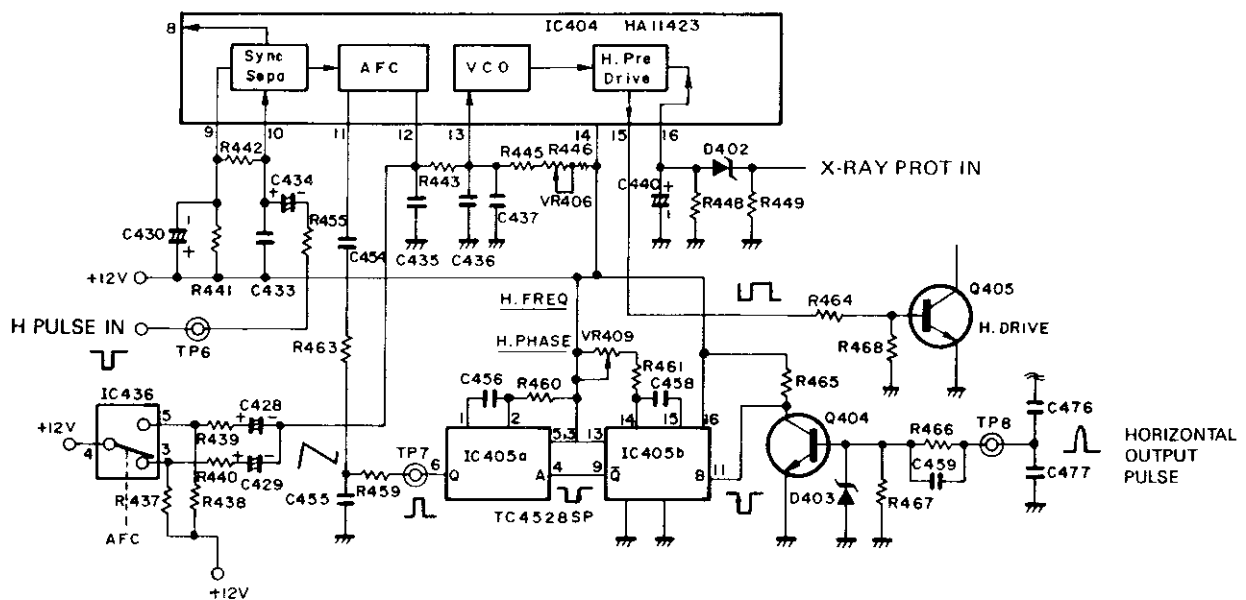 IC404 HA11423
8
Sync Sepa
AFC
VCO
H. Pre Drive
9
10
11
12
13
14
15
16
R442
C434
R455
C430
R441
C433
C454
R443
R445
R446
VR406
C437
C435
C436
D402
X-RAY PROT IN
C440
R448
R449
+12V
H PULSE IN
TP6
R463
H. FREQ
H. PHASE
VR409
R461
C456
R460
C458
R464
R468
Q405
H. DRIVE
R465
IC436
C428
+12V
4
5
3
R439
R440
C429
R437
R438
AFC
+12V
C455
R459
TP7
6
1
2
5,3
13
14
15
16
Q
IC405a
A
4
9
Q̅
IC405b
B
11
TC4528SP
Q404
D403
R467
R466
C459
TP8
C476
C477
HORIZONTAL
OUTPUT
PULSE